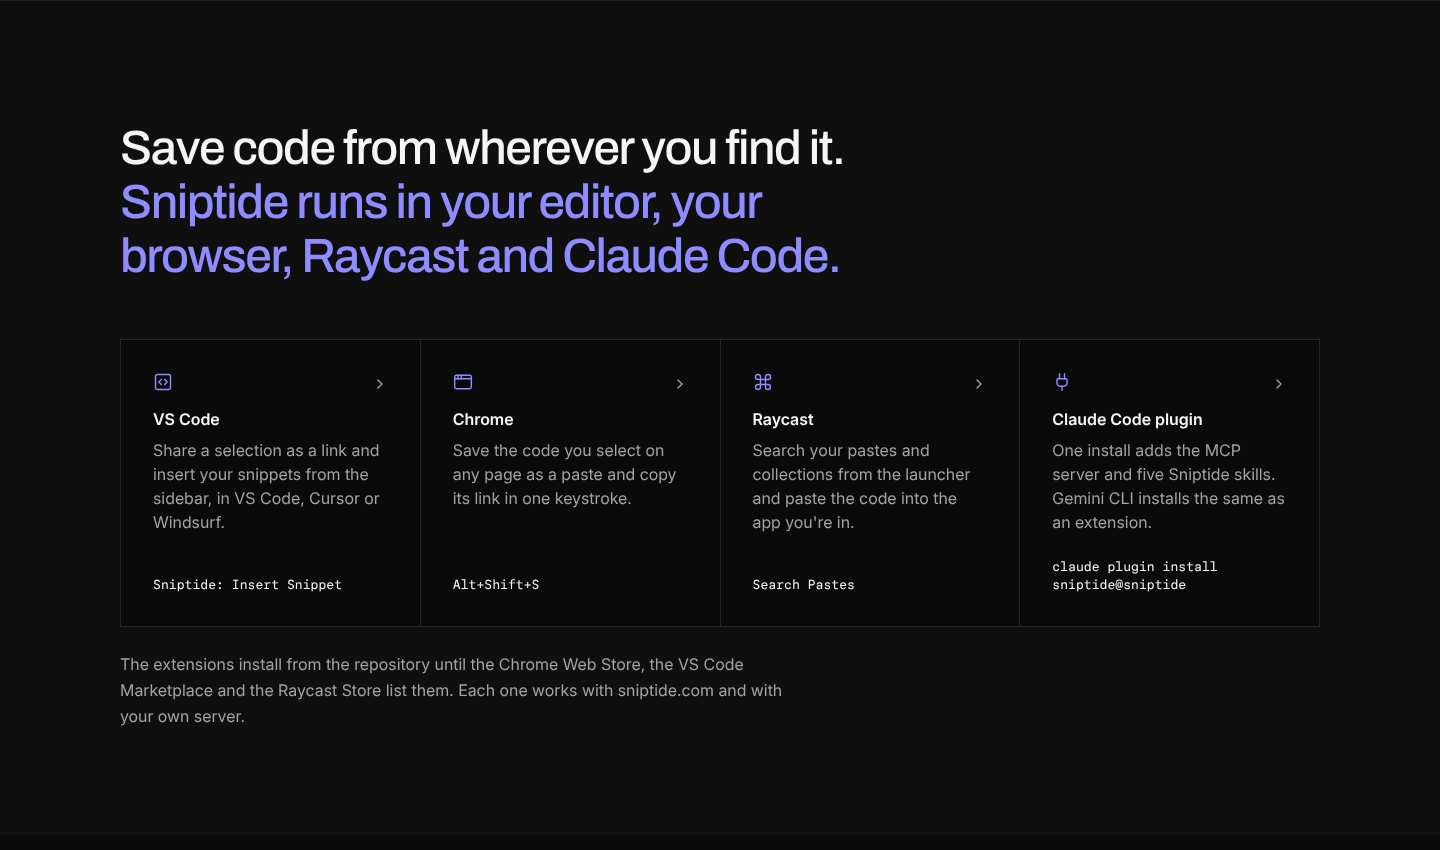 Save code from wherever you find it.
Sniptide runs in your editor, your
browser, Raycast and Claude Code.
VS Code
Share a selection as a link and
insert your snippets from the
sidebar, in VS Code, Cursor or
Windsurf.
Sniptide: Insert Snippet
Chrome
Save the code you select on
any page as a paste and copy
its link in one keystroke.
Alt+Shift+S
Raycast
Search your pastes and
collections from the launcher
and paste the code into the
app you're in.
Search Pastes
Claude Code plugin
One install adds the MCP
server and five Sniptide skills.
Gemini CLI installs the same as
an extension.
claude plugin install
sniptide@sniptide
The extensions install from the repository until the Chrome Web Store, the VS Code
Marketplace and the Raycast Store list them. Each one works with sniptide.com and with
your own server.